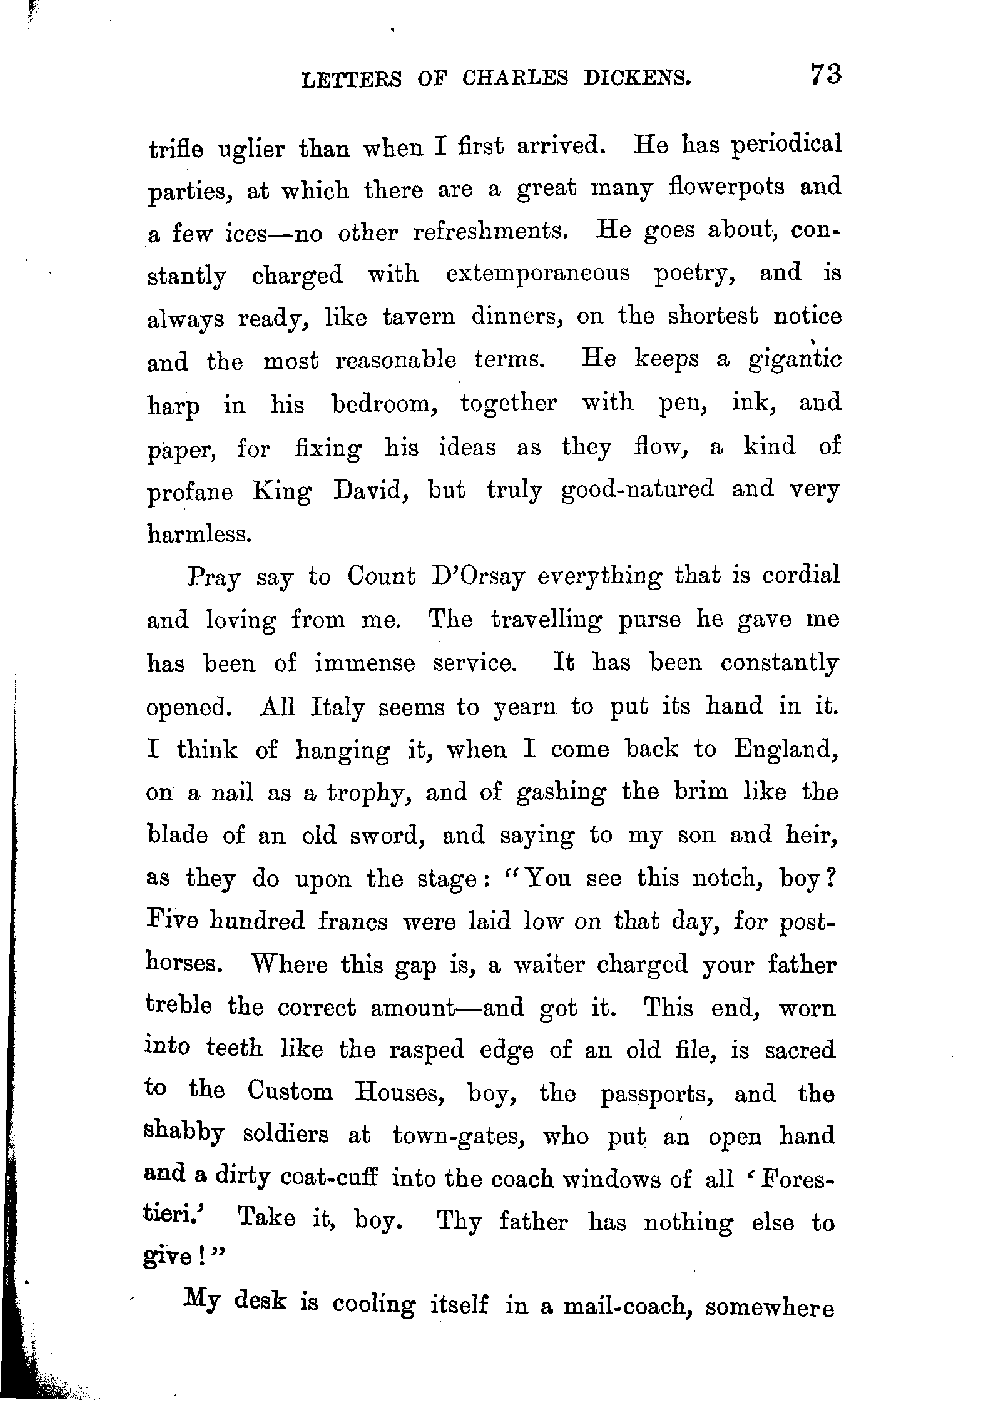 LETTERS OF CHARLES DICKENS. 73
trifle uglier than when I first arrived. He has periodical
parties, at which there are a great many flowerpots and
a few ices—no other refreshments. He goes about, con-
stantly charged with extemporaneous poetry, and is
always ready, like tavern dinners, on the shortest notice
and the most reasonable terms. He keeps a gigantic
harp in his bedroom, together with pen, ink, and
paper, for fixing his ideas as they flow, a kind of
profane King David, but truly good-natured and very
harmless.
Pray say to Count D'Orsay everything that is cordial
and loving from me. The travelling purse he gave me
has been of immense service. It has been constantly
opened. All Italy seems to yearn to put its hand in it.
I think of hanging it, when I come back to England,
on a nail as a trophy, and of gashing the brim like the
blade of an old sword, and saying to my son and heir,
as they do upon the stage: "You see this notch, boy?
Five hundred francs were laid low on that day, for post-
horses. Where this gap is, a waiter charged your father
treble the correct amount—and got it. This end, worn
into teeth like the rasped edge of an old file, is sacred
to the Custom Houses, boy, the passports, and the
shabby soldiers at town-gates, who put an open hand
and a dirty coat-cuff into the coach windows of all 'Fores-
tieri.' Take it, boy. Thy father has nothing else to
give!"
My desk is cooling itself in a mail-coach, somewhere